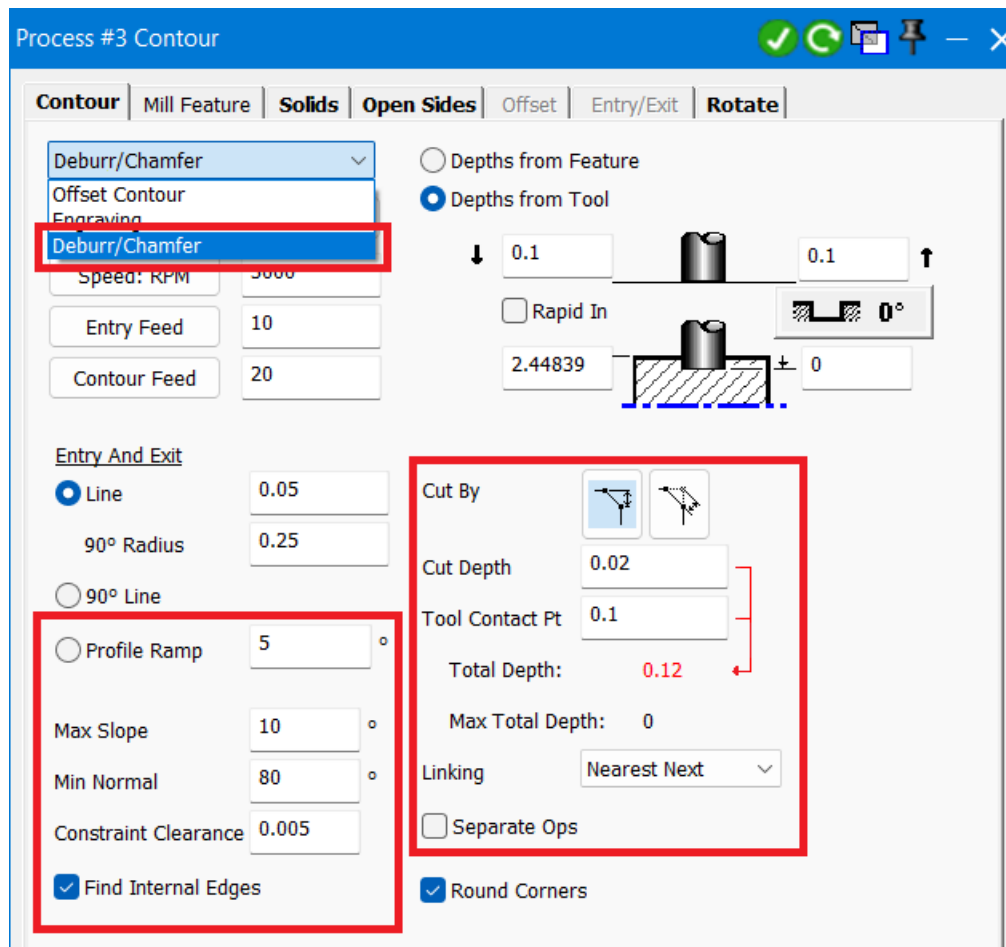 Process #3 Contour
Contour Mill Feature Solids Open Sides Offset Entry/Exit Rotate
Deburr/Chamfer
Offset Contour
Engraving
Deburr/Chamfer
Speed: RPM 5000
Entry Feed 10
Contour Feed 20
Depths from Feature
Depths from Tool
0.1 0.1
Rapid In
0°
2.44839 0
Entry And Exit
Line 0.05
90° Radius 0.25
90° Line
Profile Ramp 5 °
Max Slope 10 °
Min Normal 80 °
Constraint Clearance 0.005
Find Internal Edges
Cut By
Cut Depth 0.02
Tool Contact Pt 0.1
Total Depth: 0.12
Max Total Depth: 0
Linking Nearest Next
Separate Ops
Round Corners